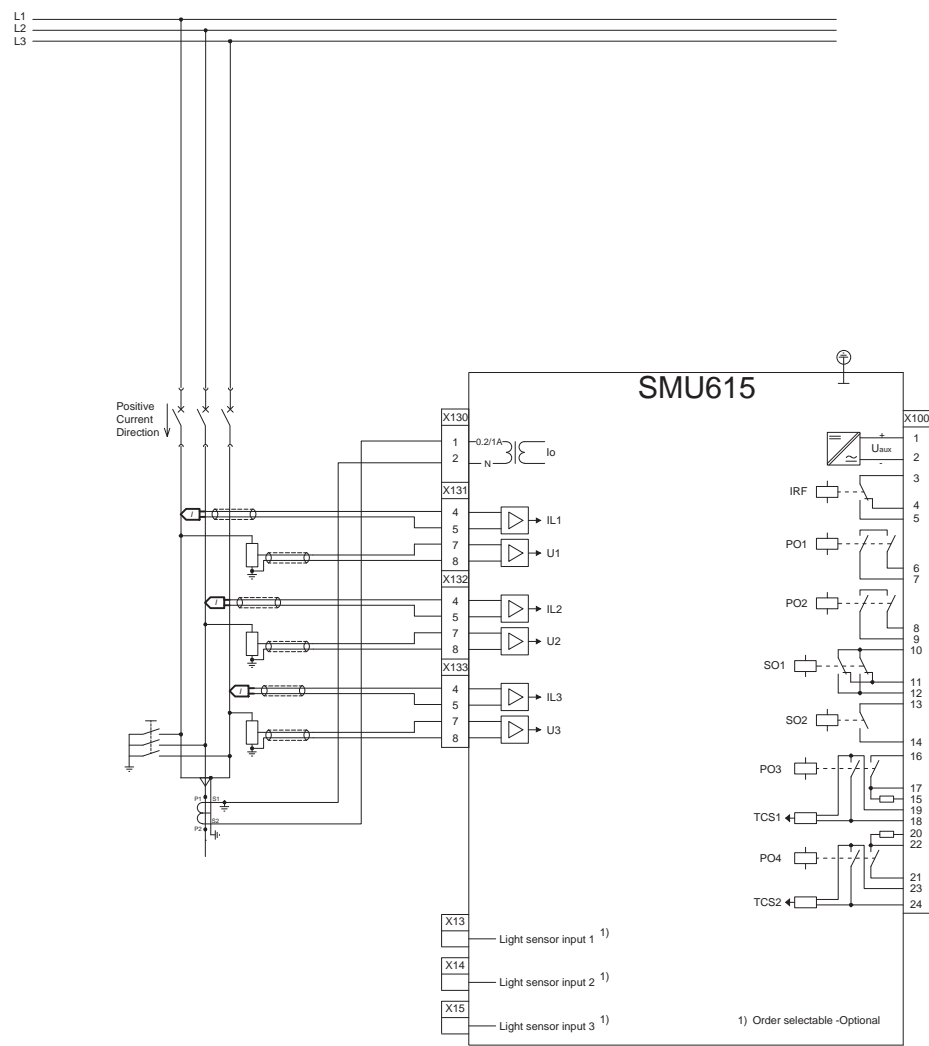 L1
L2
L3
SMU615
Positive
Current
Direction
X130
1 0.2/1A
2 N
Io
X131
4
5
IL1
7
8
U1
X132
4
5
IL2
7
8
U2
X133
4
5
IL3
7
8
U3
I
I
I
P1
S1
S2
P2
X100
1
+
Uaux
2
-
3
IRF
4
5
PO1
6
7
PO2
8
9
10
SO1
11
12
13
SO2
14
16
PO3
17
15
19
TCS1
18
20
22
PO4
21
23
TCS2
24
X13
Light sensor input 1 1)
X14
Light sensor input 2 1)
X15
Light sensor input 3 1)
1) Order selectable -Optional